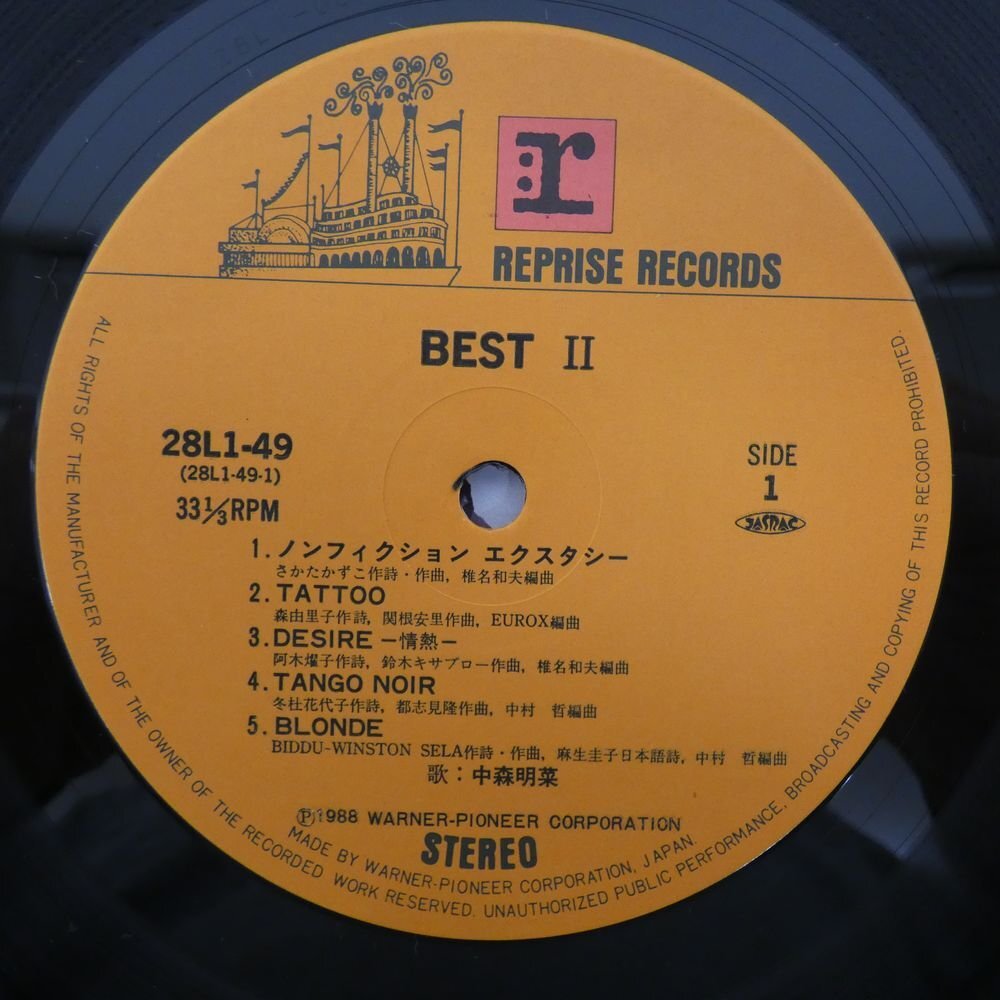 r
REPRISE RECORDS
BEST II
28L1-49
(28L1-49-1)
33 1/3 RPM
SIDE
1
JASRAC
1. ノンフィクション エクスタシー
さかたかずこ作詩・作曲, 椎名和夫編曲
2. TATTOO
森由里子作詩, 関根安里作曲, EUROX編曲
3. DESIRE —情熱—
阿木燿子作詩, 鈴木キサブロー作曲, 椎名和夫編曲
4. TANGO NOIR
冬杜花代子作詩, 都志見隆作曲, 中村 哲編曲
5. BLONDE
BIDDU-WINSTON SELA作詩・作曲, 麻生圭子日本語詩, 中村 哲編曲
歌：中森明菜
Ⓟ1988 WARNER-PIONEER CORPORATION
STEREO
MADE BY WARNER-PIONEER CORPORATION, JAPAN.
ALL RIGHTS OF THE MANUFACTURER AND OF THE OWNER OF THE RECORDED WORK RESERVED. UNAUTHORIZED PUBLIC PERFORMANCE, BROADCASTING AND COPYING OF THIS RECORD PROHIBITED.